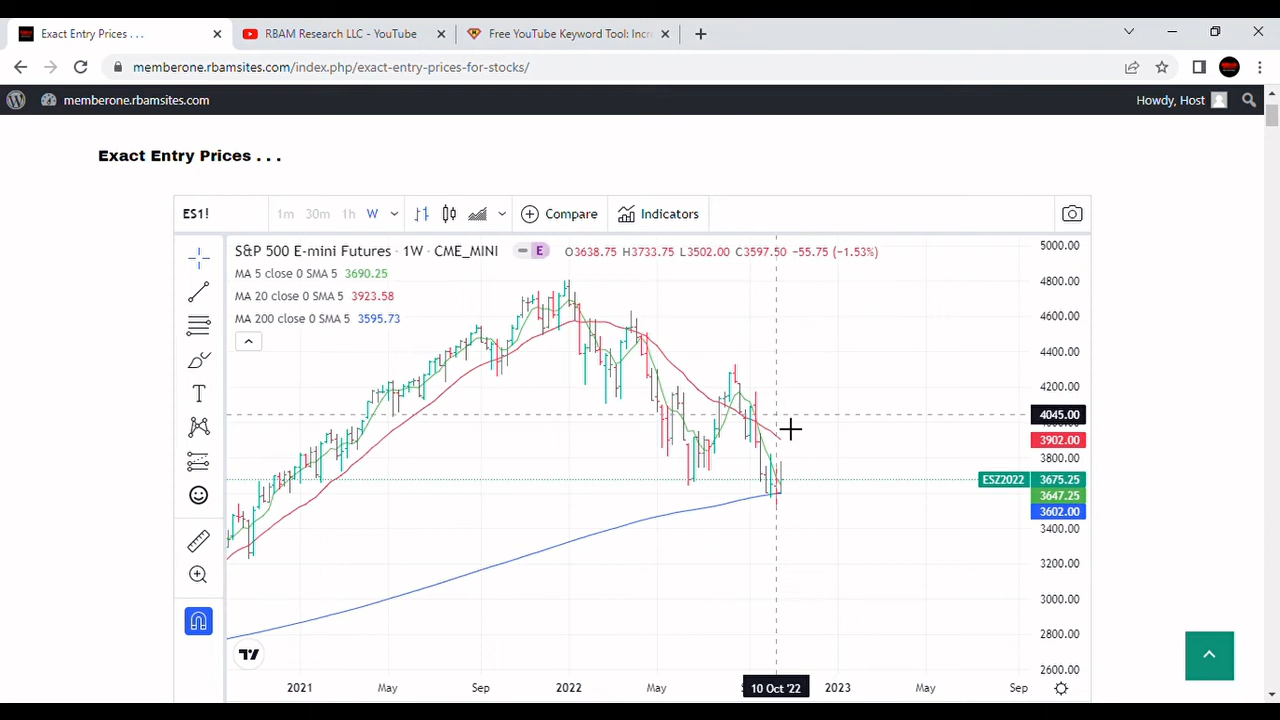 Exact Entry Prices . . .
RBAM Research LLC - YouTube
Free YouTube Keyword Tool: Incr
memberone.rbamsites.com/index.php/exact-entry-prices-for-stocks/
memberone.rbamsites.com
Howdy, Host
Exact Entry Prices . . .
ES1!
1m 30m 1h W
Compare
Indicators
S&P 500 E-mini Futures · 1W · CME_MINI
E
O3638.75 H3733.75 L3502.00 C3597.50 −55.75 (−1.53%)
MA 5 close 0 SMA 5 3690.25
MA 20 close 0 SMA 5 3923.58
MA 200 close 0 SMA 5 3595.73
5000.00
4800.00
4600.00
4400.00
4200.00
4045.00
3902.00
3800.00
ESZ2022 3675.25
3647.25
3602.00
3400.00
3200.00
3000.00
2800.00
2600.00
2021 May Sep 2022 May 10 Oct '22 2023 May Sep